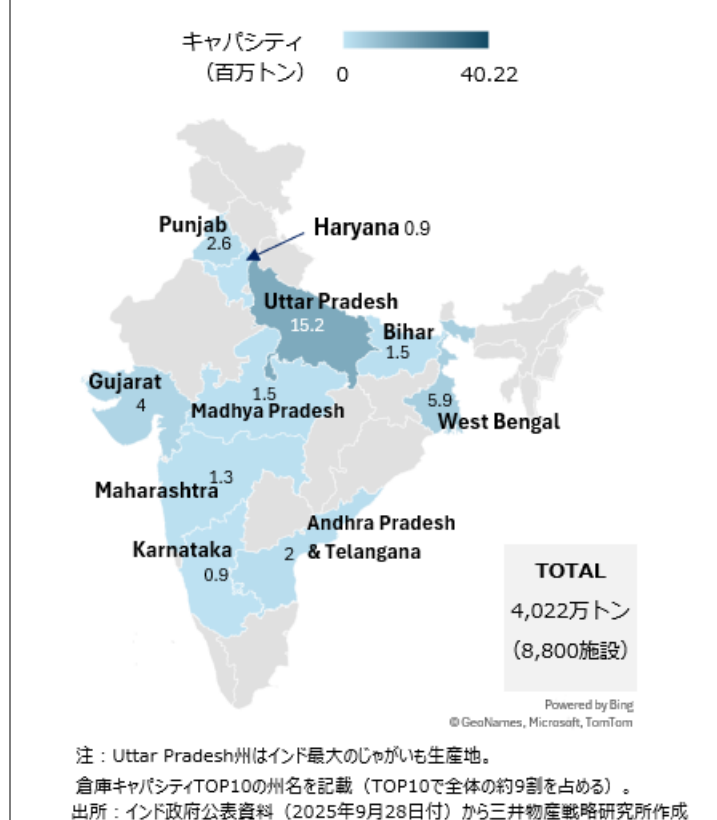 キャパシティ
（百万トン） 0 40.22
Punjab
2.6
Haryana 0.9
Uttar Pradesh
15.2
Bihar
1.5
Gujarat
4
1.5
Madhya Pradesh
5.9
West Bengal
1.3
Maharashtra
Andhra Pradesh
2 & Telangana
Karnataka
0.9
TOTAL
4,022万トン
（8,800施設）
Powered by Bing
© GeoNames, Microsoft, TomTom
注：Uttar Pradesh州はインド最大のじゃがいも生産地。
倉庫キャパシティTOP10の州名を記載（TOP10で全体の約9割を占める）。
出所：インド政府公表資料（2025年9月28日付）から三井物産戦略研究所作成